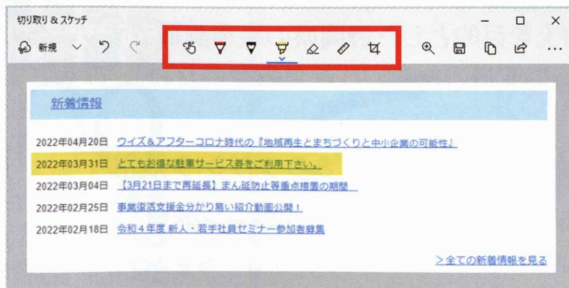 切り取り & スケッチ
新規
新着情報
2022年04月20日 ウイズ&アフターコロナ時代の『地域再生とまちづくりと中小企業の可能性』
2022年03月31日 とてもお得な駐車サービス券をご利用下さい。
2022年03月04日 【3月21日まで再延長】まん延防止等重点措置の期間
2022年02月25日 事業復活支援金分かり易い紹介動画公開!
2022年02月18日 令和4年度 新人・若手社員セミナー参加者募集
>全ての新着情報を見る